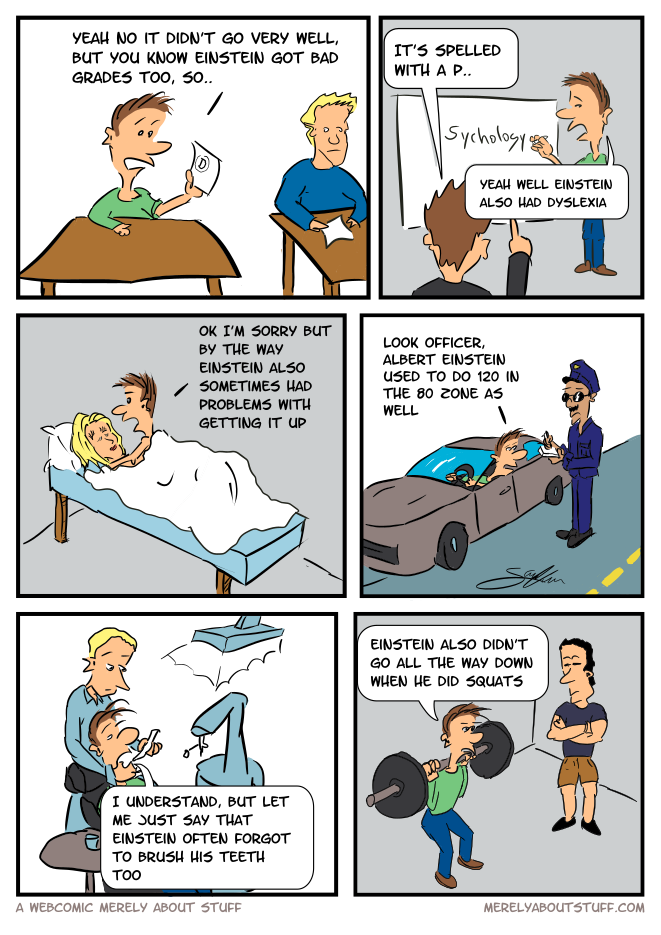 YEAH NO IT DIDN'T GO VERY WELL,
BUT YOU KNOW EINSTEIN GOT BAD
GRADES TOO, SO..
D
IT'S SPELLED
WITH A P..
Sychology
YEAH WELL EINSTEIN
ALSO HAD DYSLEXIA
OK I'M SORRY BUT
BY THE WAY
EINSTEIN ALSO
SOMETIMES HAD
PROBLEMS WITH
GETTING IT UP
LOOK OFFICER,
ALBERT EINSTEIN
USED TO DO 120 IN
THE 80 ZONE AS
WELL
I UNDERSTAND, BUT LET
ME JUST SAY THAT
EINSTEIN OFTEN FORGOT
TO BRUSH HIS TEETH
TOO
EINSTEIN ALSO DIDN'T
GO ALL THE WAY DOWN
WHEN HE DID SQUATS
A WEBCOMIC MERELY ABOUT STUFF
MERELYABOUTSTUFF.COM